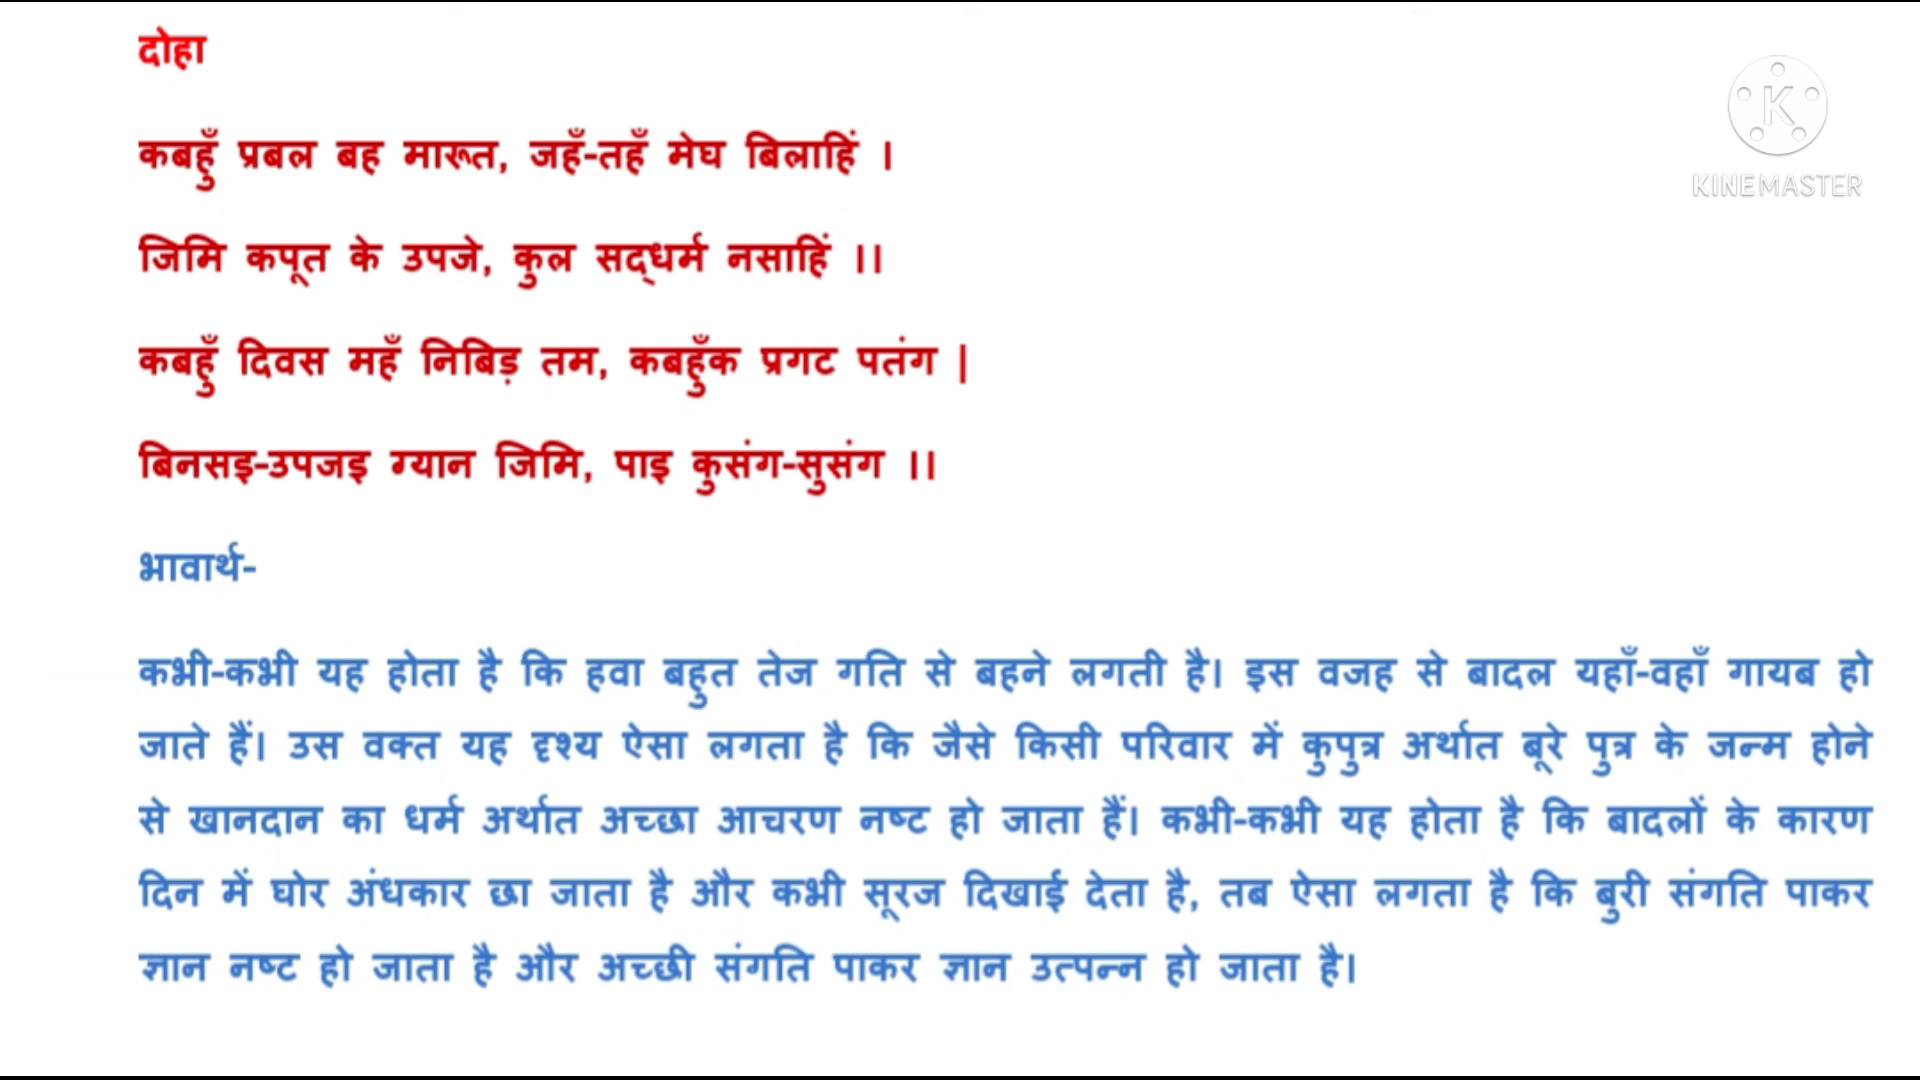 दोहा
K
KINEMASTER
कबहुँ प्रबल बह मारूत, जहँ-तहँ मेघ बिलाहिं ।
जिमि कपूत के उपजे, कुल सद्धर्म नसाहिं ।।
कबहुँ दिवस महँ निबिड़ तम, कबहुँक प्रगट पतंग |
बिनसइ-उपजइ ग्यान जिमि, पाइ कुसंग-सुसंग ।।
भावार्थ-
कभी-कभी यह होता है कि हवा बहुत तेज गति से बहने लगती है। इस वजह से बादल यहाँ-वहाँ गायब हो
जाते हैं। उस वक्त यह दृश्य ऐसा लगता है कि जैसे किसी परिवार में कुपुत्र अर्थात बूरे पुत्र के जन्म होने
से खानदान का धर्म अर्थात अच्छा आचरण नष्ट हो जाता हैं। कभी-कभी यह होता है कि बादलों के कारण
दिन में घोर अंधकार छा जाता है और कभी सूरज दिखाई देता है, तब ऐसा लगता है कि बुरी संगति पाकर
ज्ञान नष्ट हो जाता है और अच्छी संगति पाकर ज्ञान उत्पन्न हो जाता है।